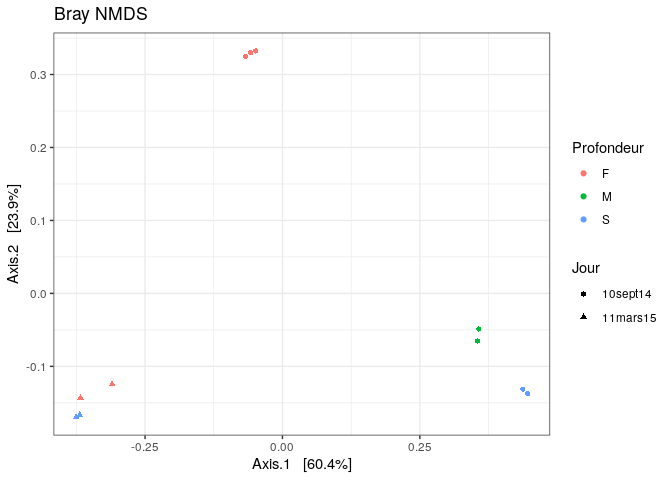 Bray NMDS
0.3
0.2
0.1
0.0
-0.1
Axis.2 [23.9%]
-0.25
0.00
0.25
Axis.1 [60.4%]
Profondeur
F
M
S
Jour
10sept14
11mars15